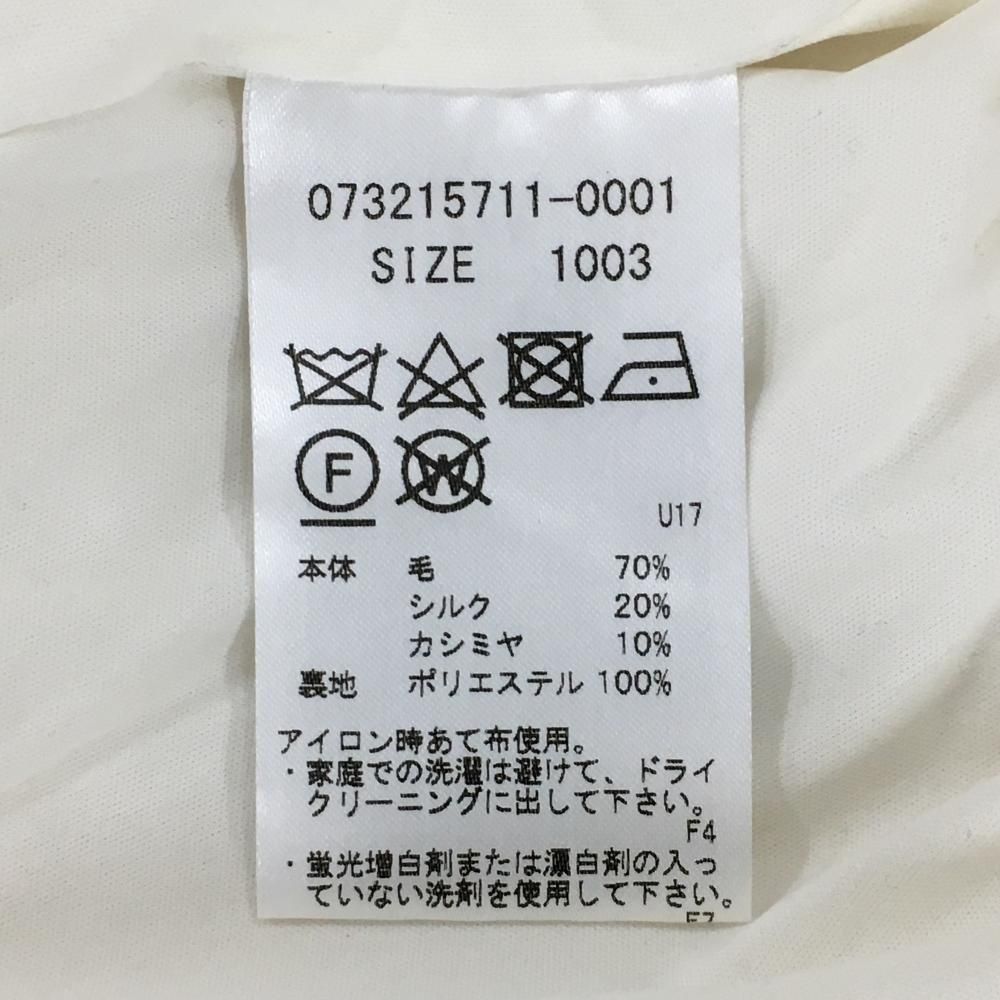 073215711-0001
SIZE 1003
F W
U17
本体 毛 70%
シルク 20%
カシミヤ 10%
裏地 ポリエステル 100%
アイロン時あて布使用。
・家庭での洗濯は避けて、ドライ
クリーニングに出して下さい。
F4
・蛍光増白剤または漂白剤の入っ
ていない洗剤を使用して下さい。